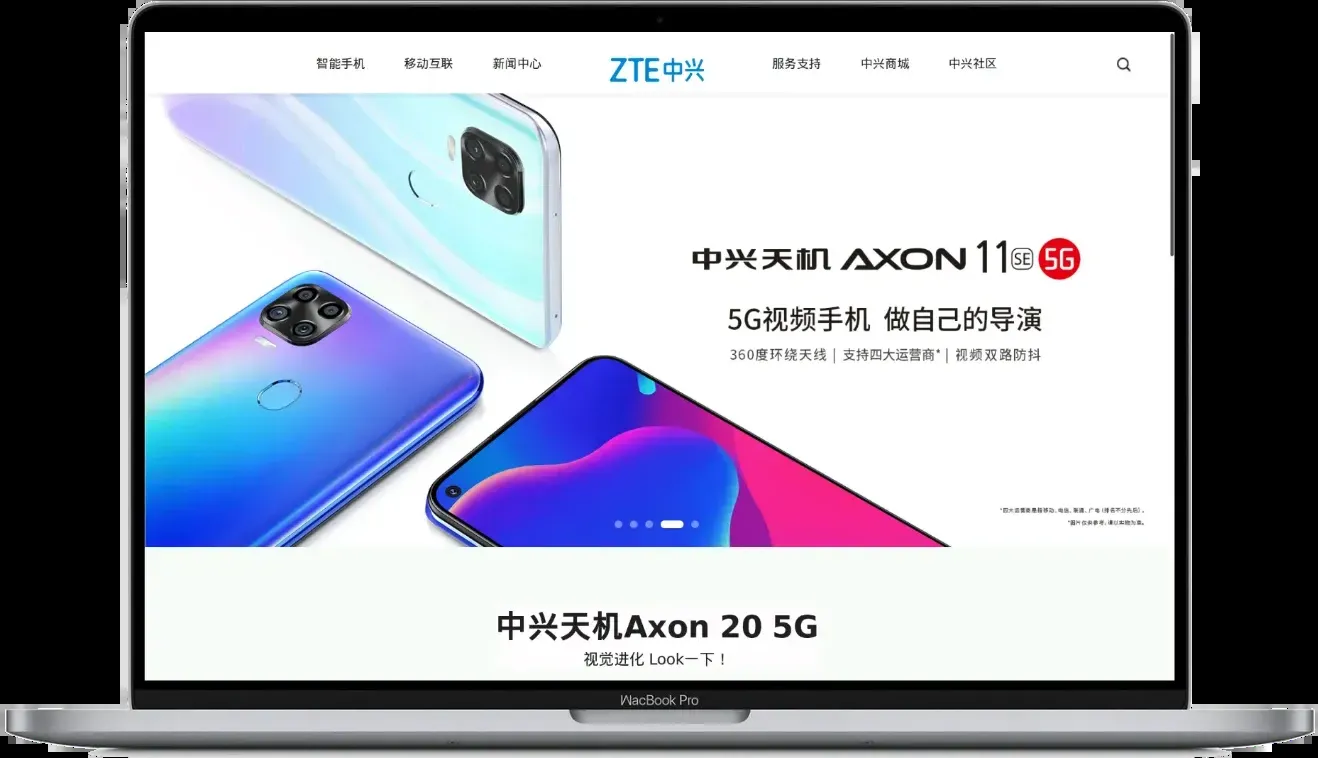 智能手机 移动互联 新闻中心 ZTE中兴 服务支持 中兴商城 中兴社区
中兴天机 AXON 11 SE 5G
5G视频手机 做自己的导演
360度环绕天线 | 支持四大运营商* | 视频双路防抖
*四大运营商是指移动、电信、联通、广电（排名不分先后）。
*图片仅供参考，请以实物为准。
中兴天机Axon 20 5G
视觉进化 Look一下！
MacBook Pro